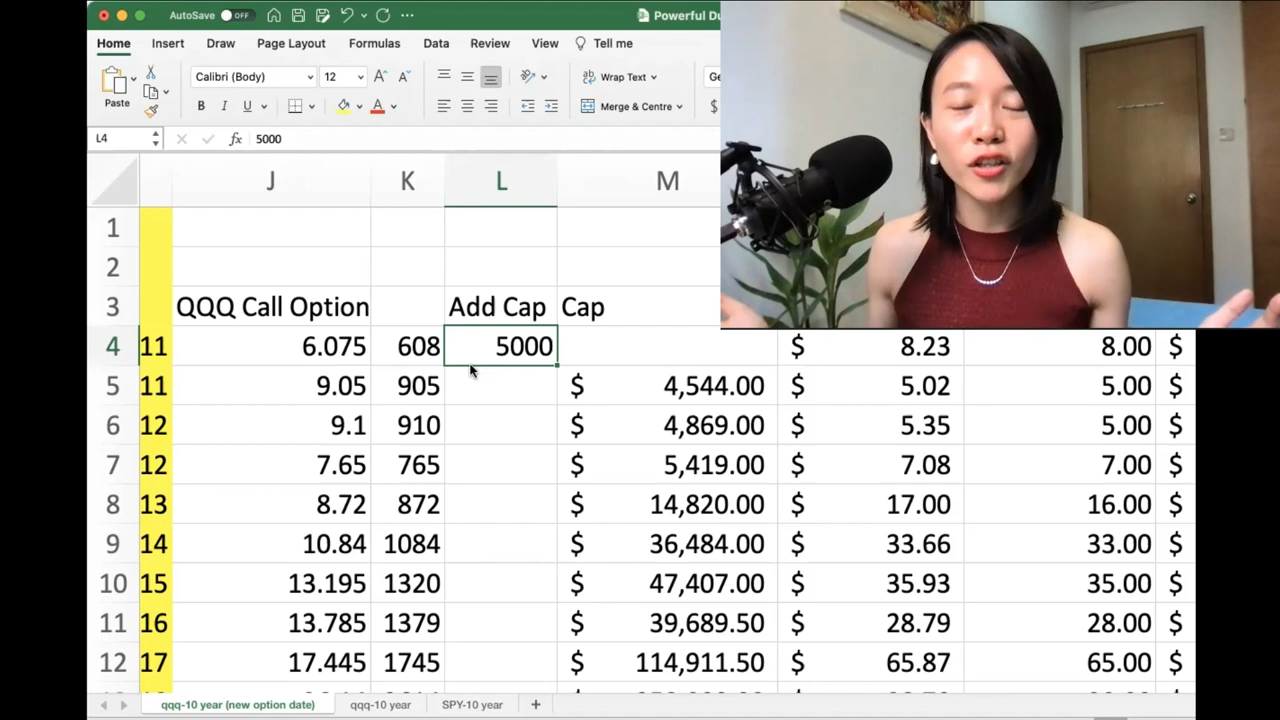 AutoSave OFF Powerful Du
Home Insert Draw Page Layout Formulas Data Review View Tell me
Paste Calibri (Body) 12 A A Wrap Text Ge
B I U A Merge & Centre $
L4 fx 5000
J K L M
1
2
3 QQQ Call Option Add Cap Cap
4 11 6.075 608 5000 $ 8.23 8.00 $
5 11 9.05 905 $ 4,544.00 $ 5.02 5.00 $
6 12 9.1 910 $ 4,869.00 $ 5.35 5.00 $
7 12 7.65 765 $ 5,419.00 $ 7.08 7.00 $
8 13 8.72 872 $ 14,820.00 $ 17.00 16.00 $
9 14 10.84 1084 $ 36,484.00 $ 33.66 33.00 $
10 15 13.195 1320 $ 47,407.00 $ 35.93 35.00 $
11 16 13.785 1379 $ 39,689.50 $ 28.79 28.00 $
12 17 17.445 1745 $ 114,911.50 $ 65.87 65.00 $
qqq-10 year (new option date) qqq-10 year SPY-10 year +